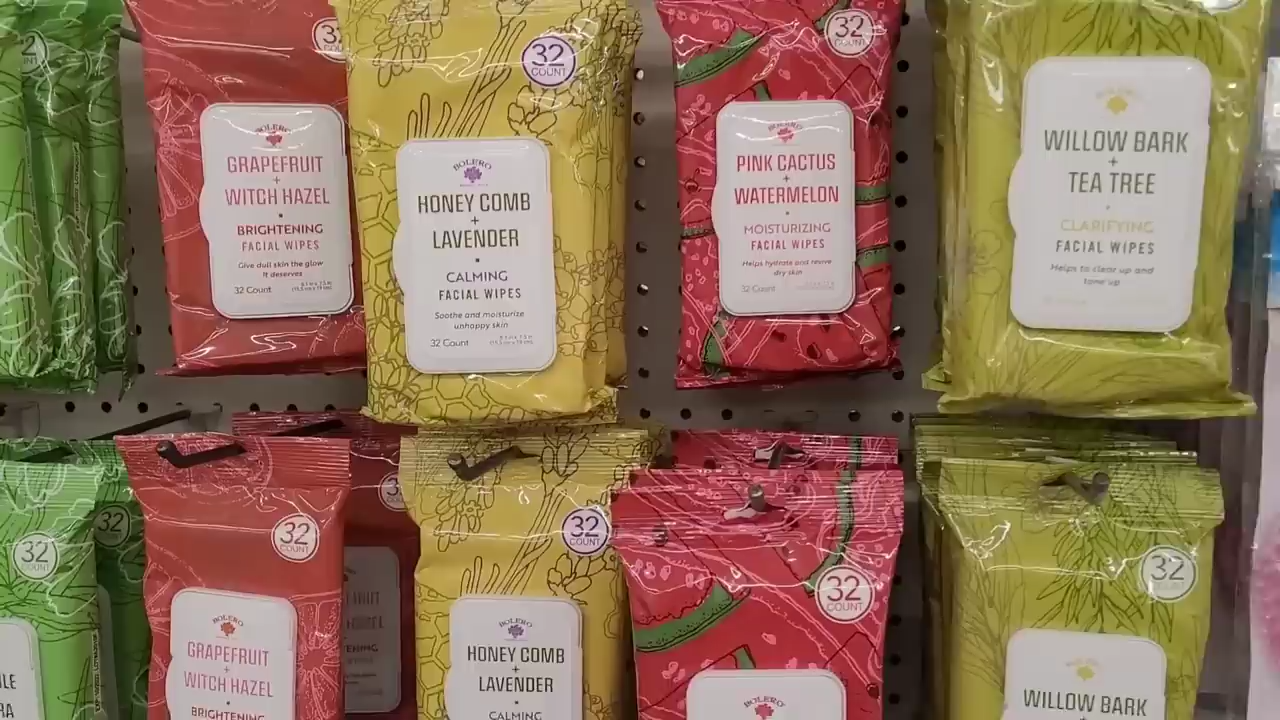 32
BOLERO
GRAPEFRUIT
+
WITCH HAZEL
BRIGHTENING
FACIAL WIPES
Give dull skin the glow
it deserves
32 Count
32
COUNT
BOLERO
HONEY COMB
+
LAVENDER
CALMING
FACIAL WIPES
Soothe and moisturize
unhappy skin
32 Count
32
COUNT
BOLERO
PINK CACTUS
+
WATERMELON
MOISTURIZING
FACIAL WIPES
Helps hydrate and revive
dry skin
32 Count
BOLERO
WILLOW BARK
+
TEA TREE
CLARIFYING
FACIAL WIPES
Helps to clear up and
tone up
32
32
32
COUNT
BOLERO
GRAPEFRUIT
+
WITCH HAZEL
BRIGHTENING
32
COUNT
BOLERO
HONEY COMB
+
LAVENDER
CALMING
32
COUNT
BOLERO
32
WILLOW BARK